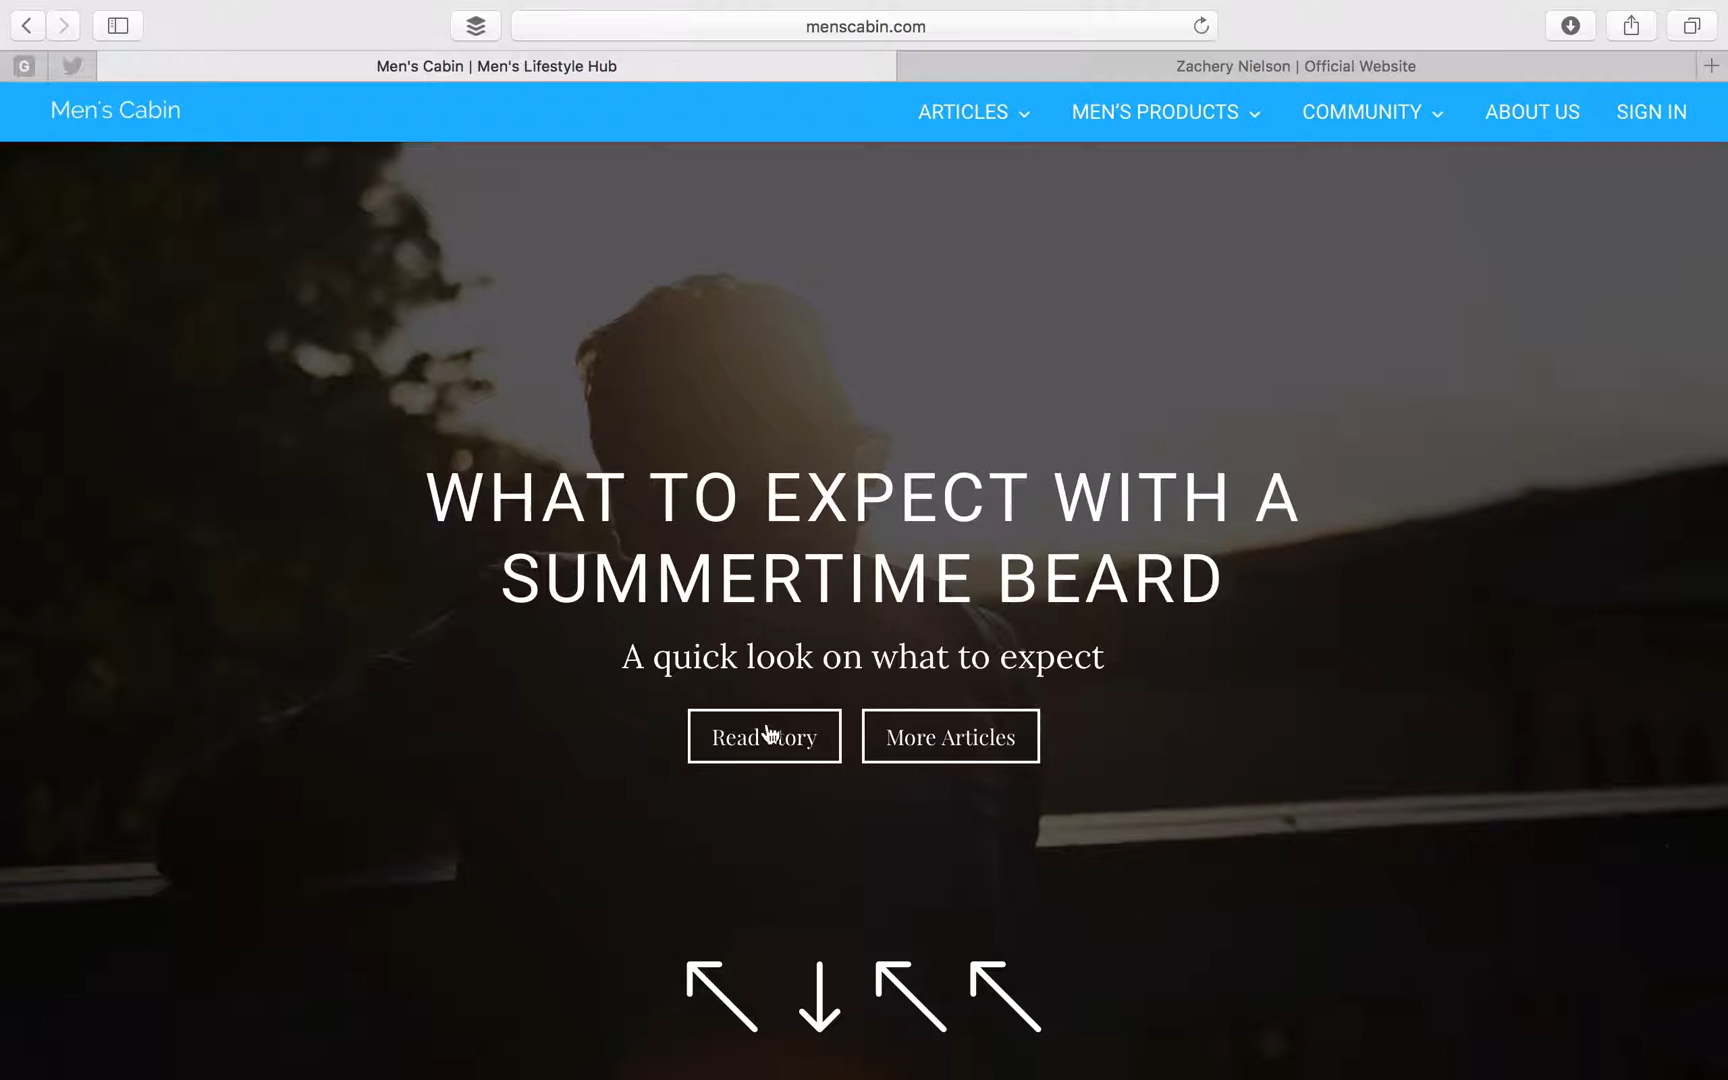 menscabin.com
G
Men's Cabin | Men's Lifestyle Hub
Zachery Nielson | Official Website
Men's Cabin
ARTICLES
MEN'S PRODUCTS
COMMUNITY
ABOUT US
SIGN IN
WHAT TO EXPECT WITH A
SUMMERTIME BEARD
A quick look on what to expect
Read Story
More Articles